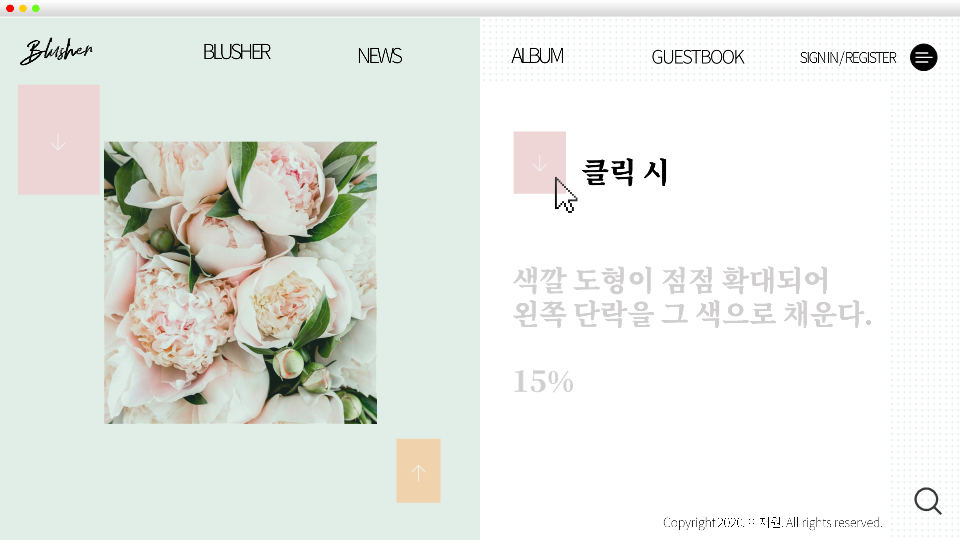 Blusher
BLUSHER
NEWS
ALBUM
GUESTBOOK
SIGN IN / REGISTER
클릭 시
색깔 도형이 점점 확대되어
왼쪽 단락을 그 색으로 채운다.
15%
Copyright 2020. All rights reserved.